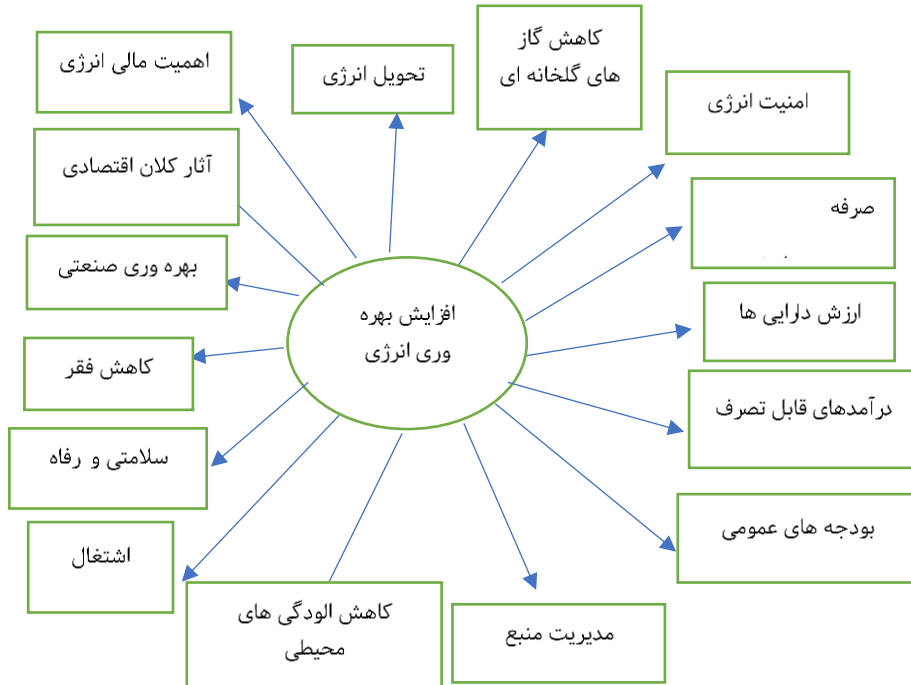 کاهش گاز
های گلخانه ای
تحویل انرژی
اهمیت مالی انرژی
امنیت انرژی
آثار کلان اقتصادی
صرفه
بهره وری صنعتی
ارزش دارایی ها
افزایش بهره
وری انرژی
کاهش فقر
درآمدهای قابل تصرف
سلامتی و رفاه
بودجه های عمومی
اشتغال
کاهش الودگی های
محیطی
مدیریت منبع